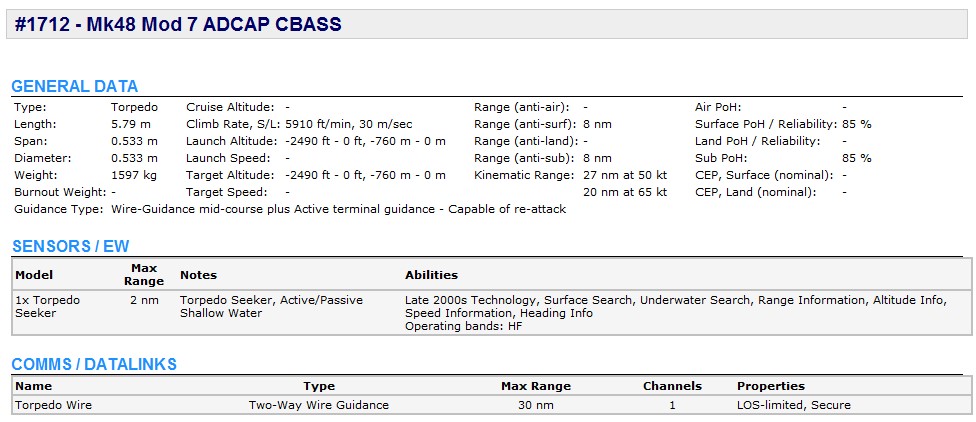 #1712 - Mk48 Mod 7 ADCAP CBASS
GENERAL DATA
Type: Torpedo Cruise Altitude: - Range (anti-air): - Air PoH: -
Length: 5.79 m Climb Rate, S/L: 5910 ft/min, 30 m/sec Range (anti-surf): 8 nm Surface PoH / Reliability: 85 %
Span: 0.533 m Launch Altitude: -2490 ft - 0 ft, -760 m - 0 m Range (anti-land): - Land PoH / Reliability: -
Diameter: 0.533 m Launch Speed: - Range (anti-sub): 8 nm Sub PoH: 85 %
Weight: 1597 kg Target Altitude: -2490 ft - 0 ft, -760 m - 0 m Kinematic Range: 27 nm at 50 kt CEP, Surface (nominal): -
Burnout Weight: - Target Speed: - 20 nm at 65 kt CEP, Land (nominal): -
Guidance Type: Wire-Guidance mid-course plus Active terminal guidance - Capable of re-attack
SENSORS / EW
Model Max Range Notes Abilities
1x Torpedo Seeker 2 nm Torpedo Seeker, Active/Passive Shallow Water Late 2000s Technology, Surface Search, Underwater Search, Range Information, Altitude Info, Speed Information, Heading Info
Operating bands: HF
COMMS / DATALINKS
Name Type Max Range Channels Properties
Torpedo Wire Two-Way Wire Guidance 30 nm 1 LOS-limited, Secure